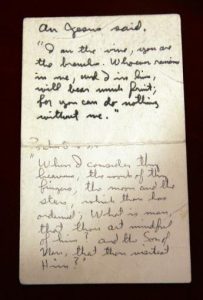 as Jesus said,
"I am the vine, you are
the branches. Whoever remains
in me, and I in him,
will bear much fruit;
for you can do nothing
without me."
"When I consider thy
heavens, the work of thy
fingers, the moon and the
stars, which thou hast
ordained; What is man,
that thou art mindful
of him? and the Son of
Man, that thou visitest
Him?"